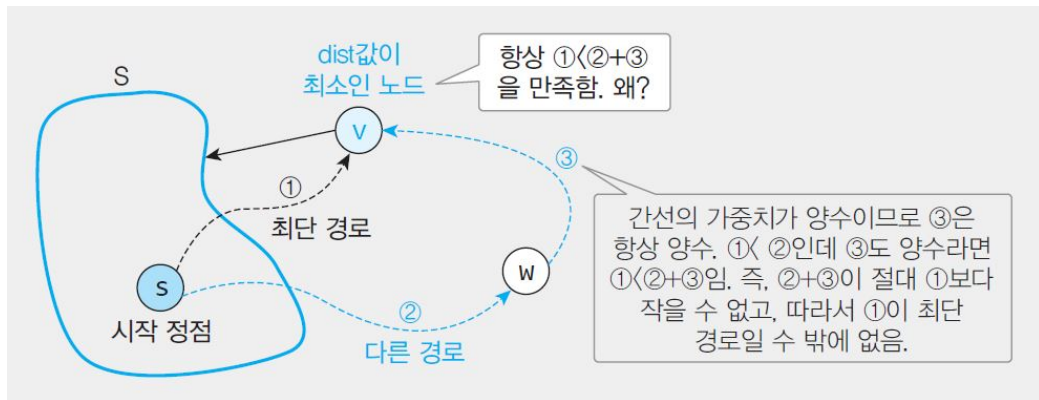 S
dist값이
최소인 노드
항상 ①<②+③
을 만족함. 왜?
v
③
①
최단 경로
s
시작 정점
②
다른 경로
w
간선의 가중치가 양수이므로 ③은
항상 양수. ①< ②인데 ③도 양수라면
①<②+③임. 즉, ②+③이 절대 ①보다
작을 수 없고, 따라서 ①이 최단
경로일 수 밖에 없음.